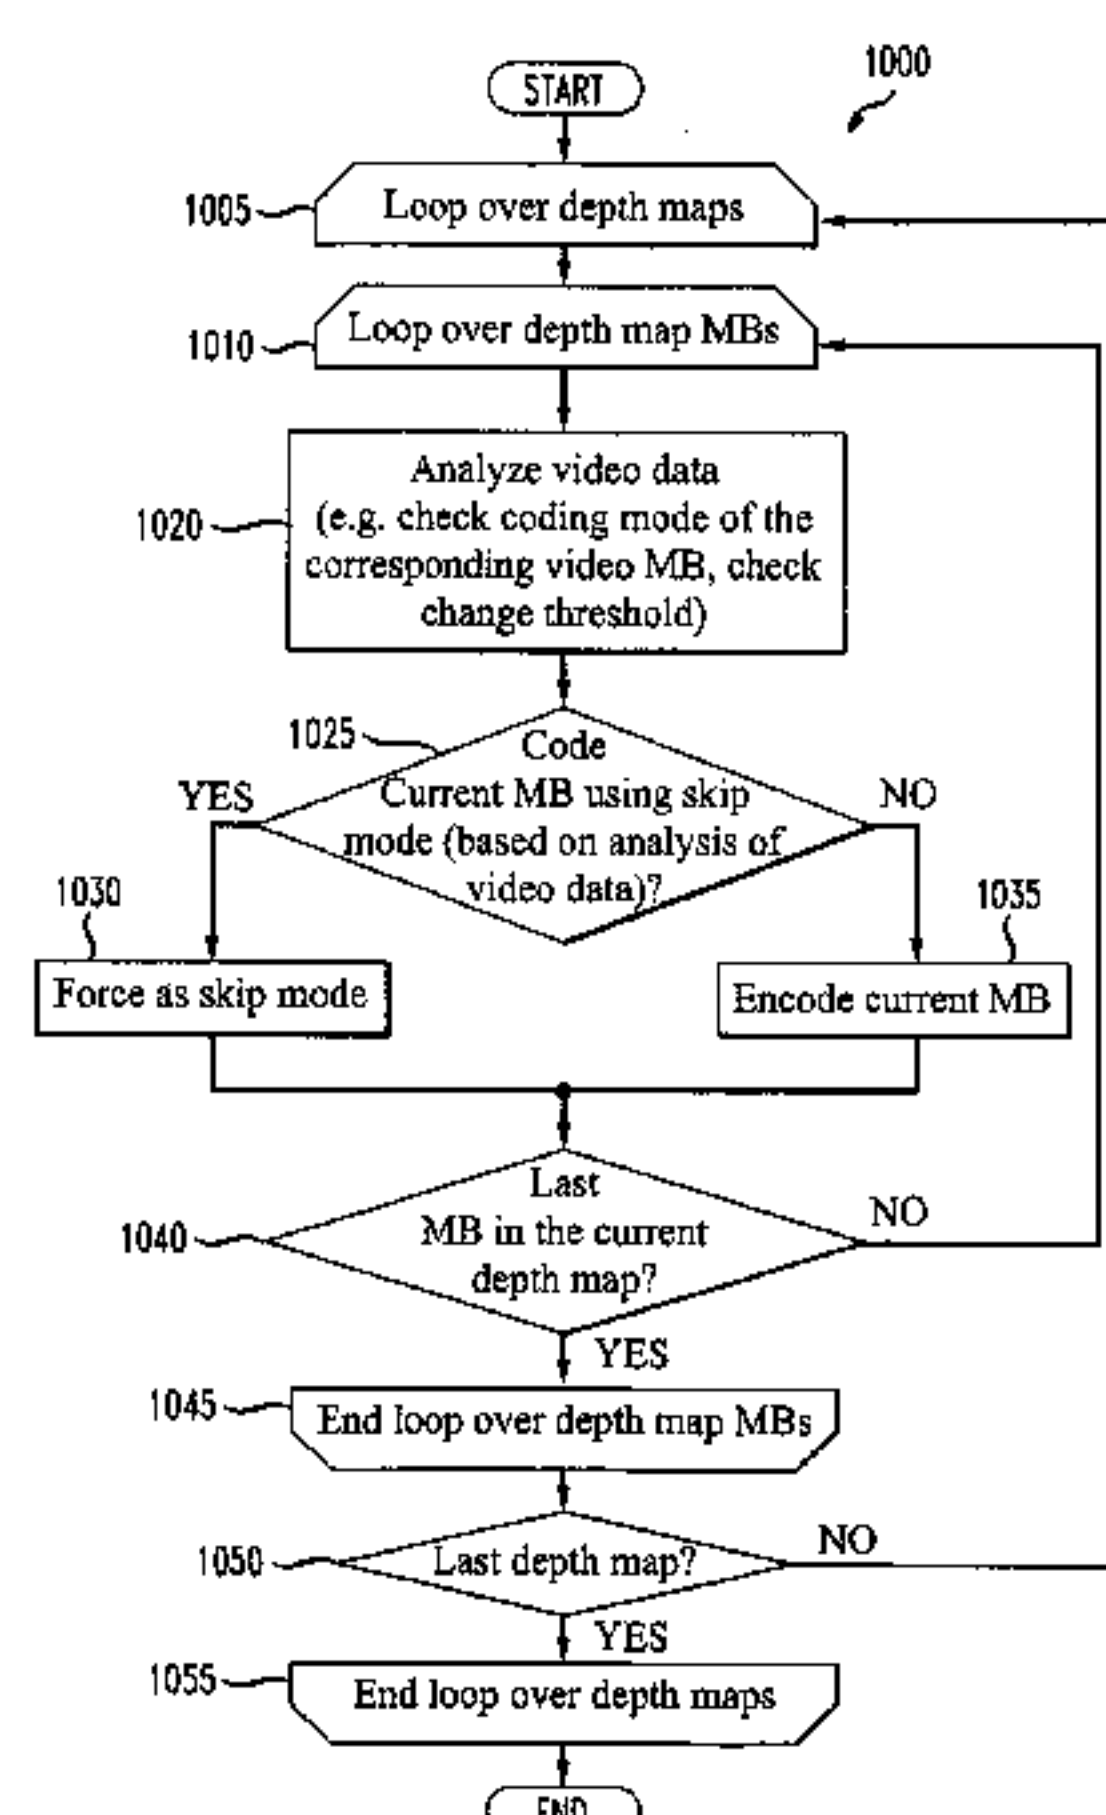 1000
START
1005
Loop over depth maps
1010
Loop over depth map MBs
1020
Analyze video data
(e.g. check coding mode of the
corresponding video MB, check
change threshold)
1025
Code
Current MB using skip
mode (based on analysis of
video data)?
YES
NO
1030
Force as skip mode
1035
Encode current MB
1040
Last
MB in the current
depth map?
NO
YES
1045
End loop over depth map MBs
1050
Last depth map?
NO
YES
1055
End loop over depth maps
END